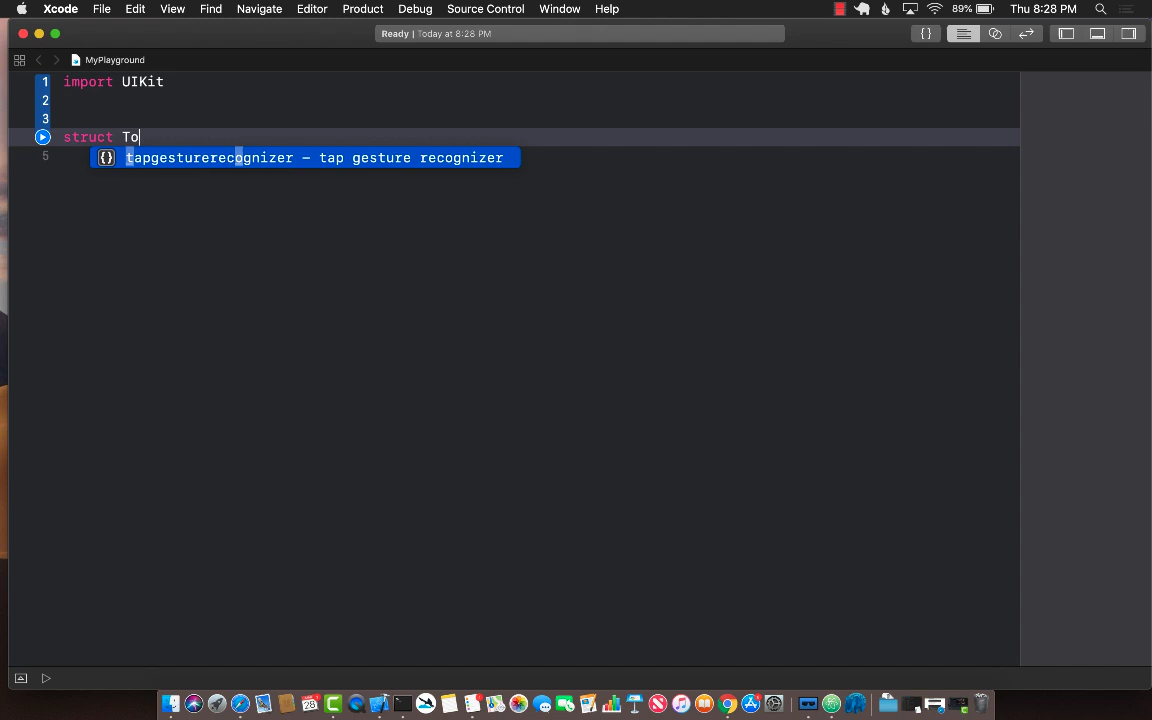 Xcode File Edit View Find Navigate Editor Product Debug Source Control Window Help 89% Thu 8:28 PM
Ready | Today at 8:28 PM
MyPlayground
1 import UIKit
2
3
struct To
{} tapgesturerecognizer – tap gesture recognizer
5
28